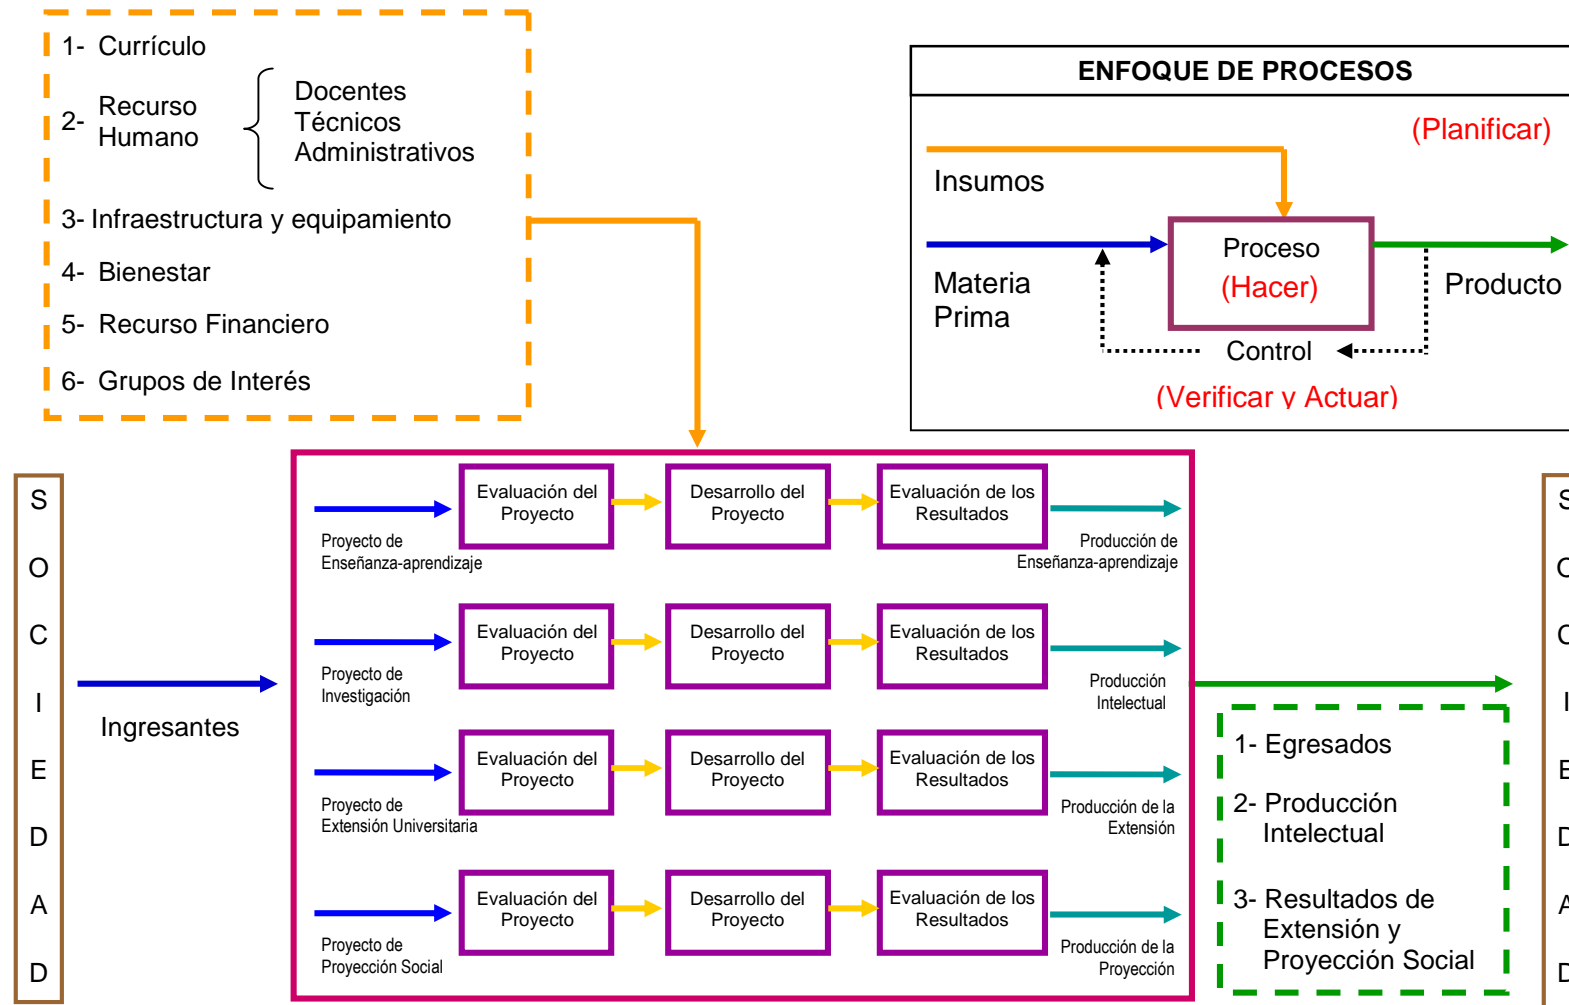 1- Currículo
2- Recurso
Humano
Docentes
Técnicos
Administrativos
3- Infraestructura y equipamiento
4- Bienestar
5- Recurso Financiero
6- Grupos de Interés
ENFOQUE DE PROCESOS
(Planificar)
Insumos
Materia
Prima
Proceso
(Hacer)
Producto
Control
(Verificar y Actuar)
S
O
C
I
E
D
A
D
Ingresantes
Proyecto de
Enseñanza-aprendizaje
Evaluación del
Proyecto
Desarrollo del
Proyecto
Evaluación de los
Resultados
Producción de
Enseñanza-aprendizaje
Proyecto de
Investigación
Evaluación del
Proyecto
Desarrollo del
Proyecto
Evaluación de los
Resultados
Producción
Intelectual
Proyecto de
Extensión Universitaria
Evaluación del
Proyecto
Desarrollo del
Proyecto
Evaluación de los
Resultados
Producción de la
Extensión
Proyecto de
Proyección Social
Evaluación del
Proyecto
Desarrollo del
Proyecto
Evaluación de los
Resultados
Producción de la
Proyección
1- Egresados
2- Producción
Intelectual
3- Resultados de
Extensión y
Proyección Social
S
O
C
I
E
D
A
D